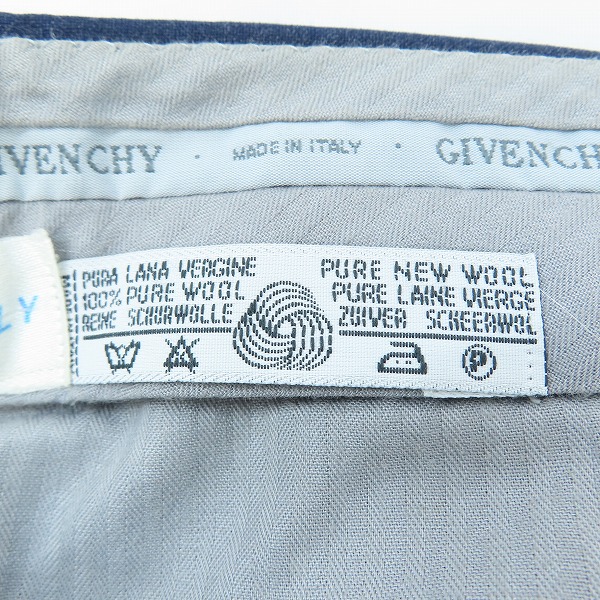 GIVENCHY · MADE IN ITALY · GIVENCHY
PURA LANA VERGINE
100% PURE WOOL
REINE SCHURWOLLE
PURE NEW WOOL
PURE LAINE VIERGE
ZUIVER SCHEERWOL
P
LY